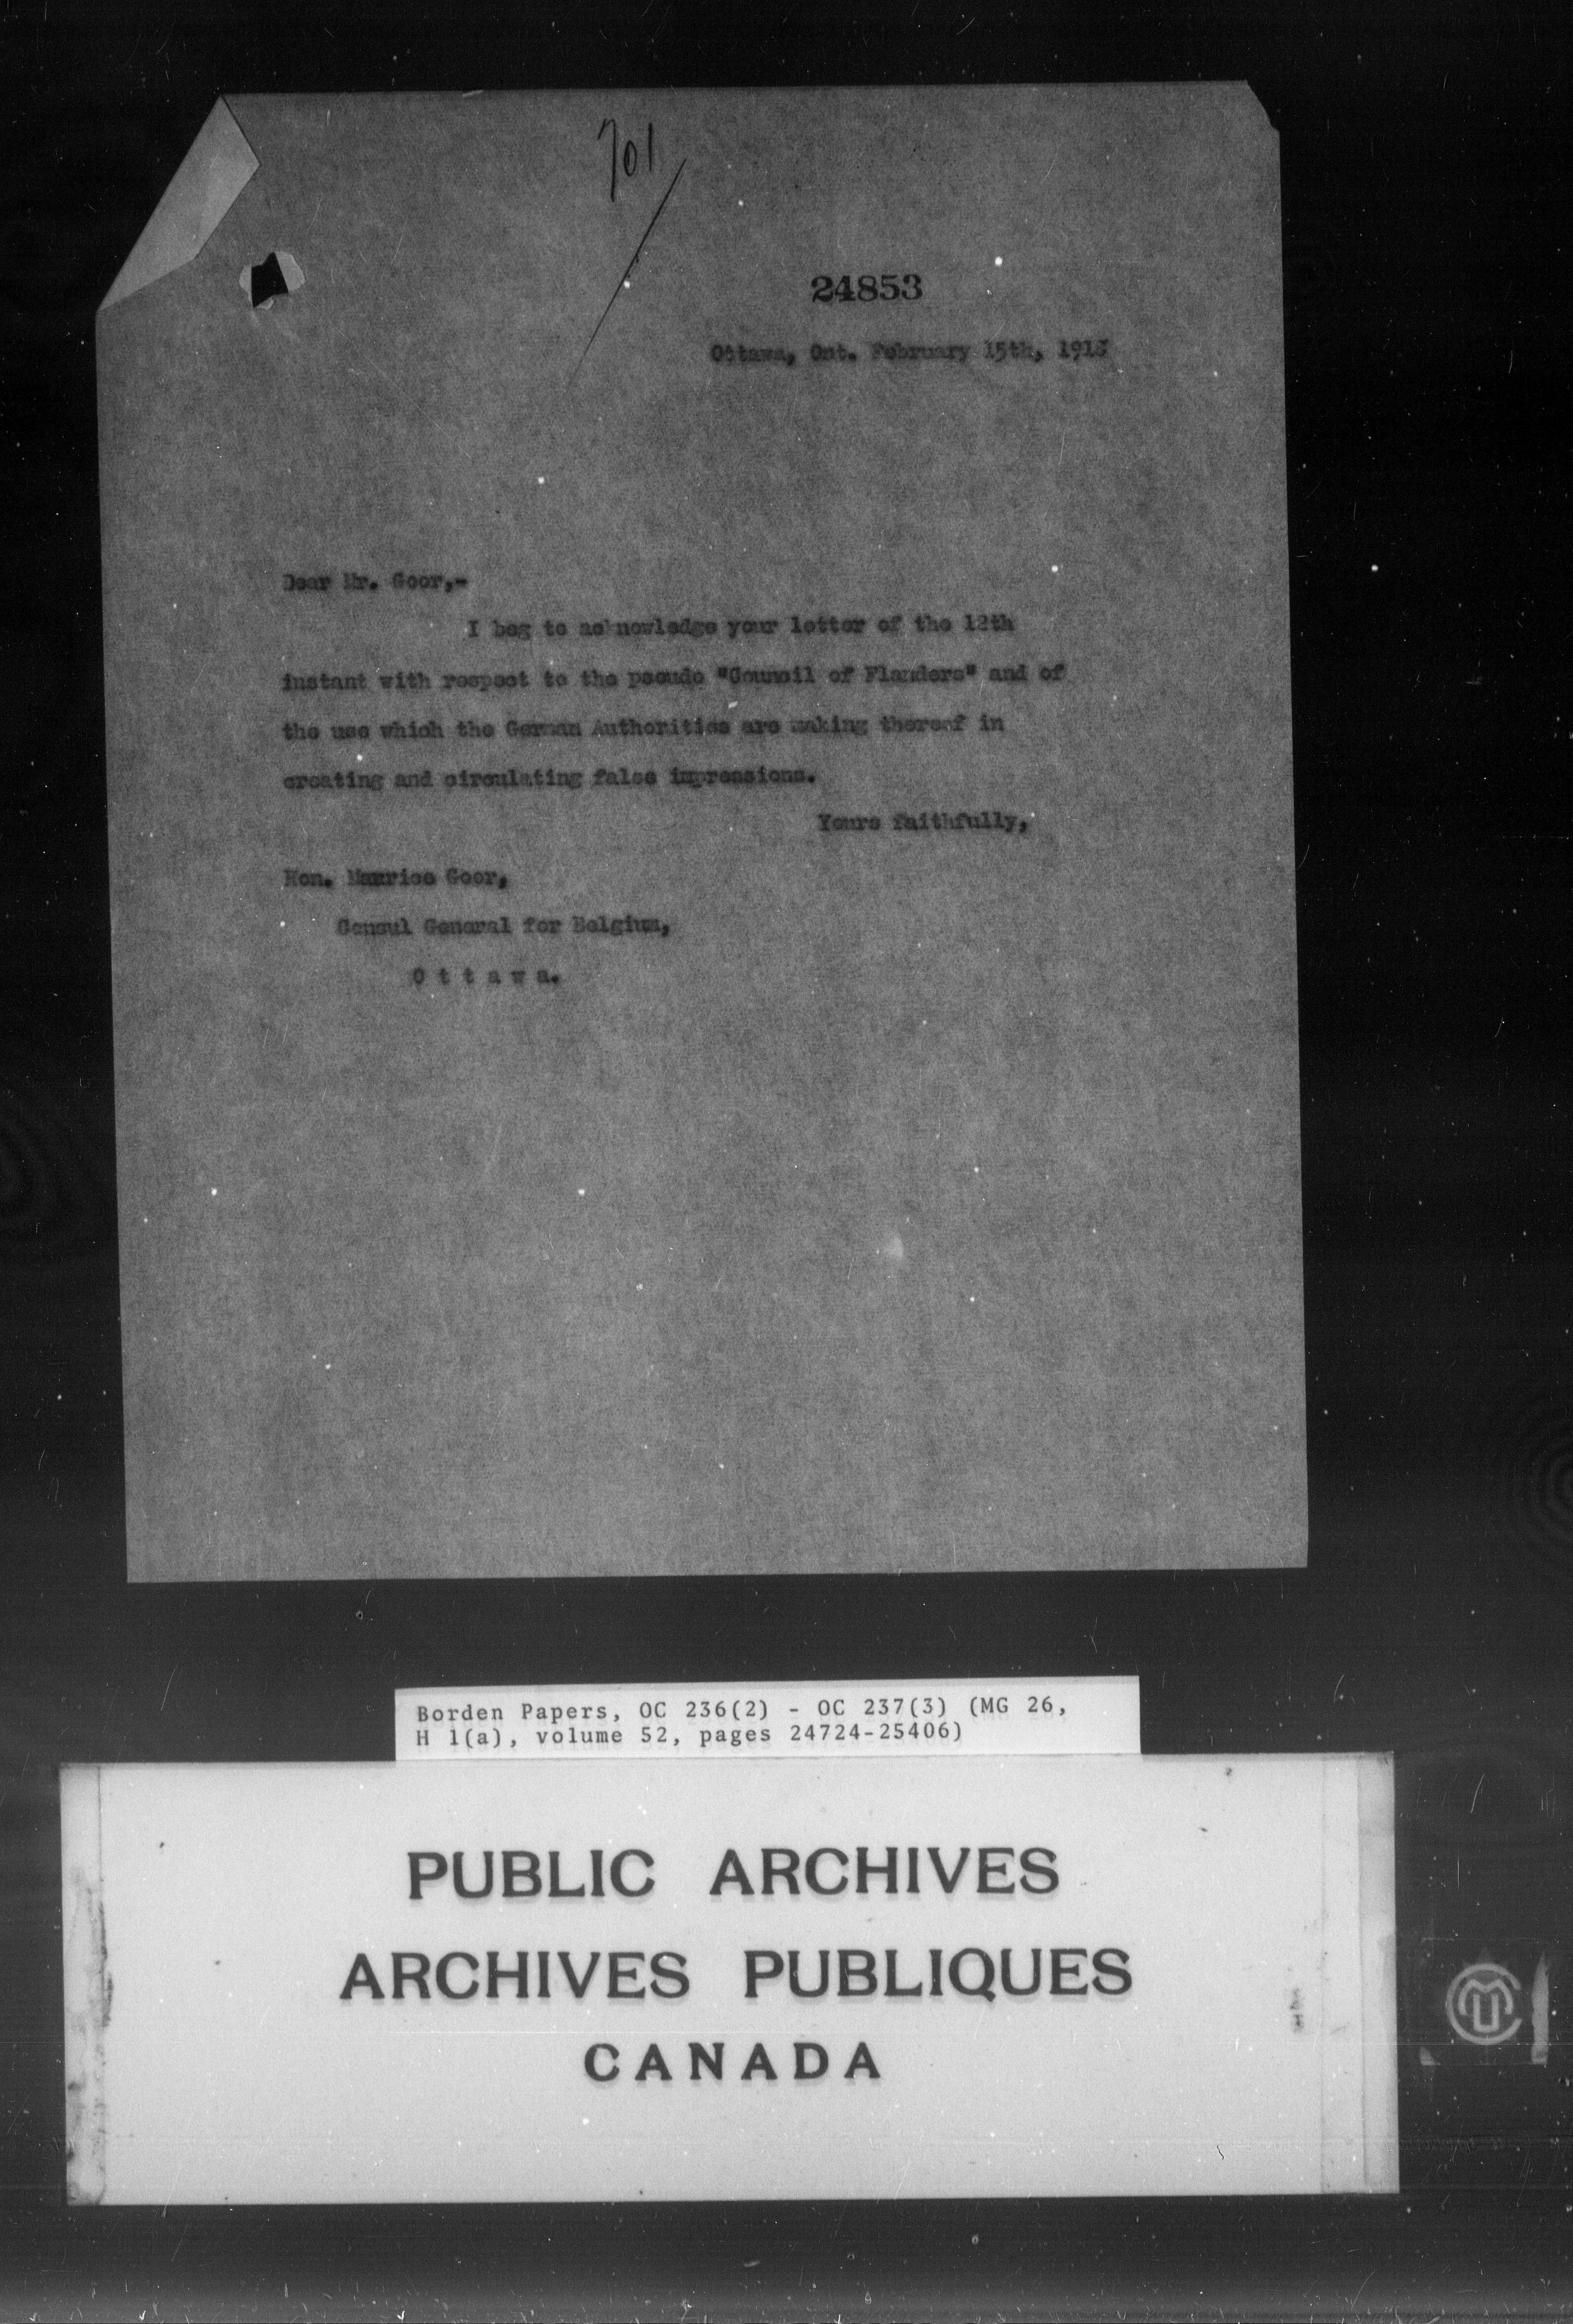 701
24853
Ottawa, Ont. February 15th, 1918
Dear Mr. Goor,-
I beg to acknowledge your letter of the 12th
instant with respect to the pseudo "Council of Flanders" and of
the use which the German Authorities are making thereof in
creating and circulating false impressions.
Yours faithfully,
Hon. Maurice Goor,
Consul General for Belgium,
O t t a w a.
Borden Papers, OC 236(2) - OC 237(3) (MG 26,
H 1(a), volume 52, pages 24724-25406)
PUBLIC ARCHIVES
ARCHIVES PUBLIQUES
CANADA